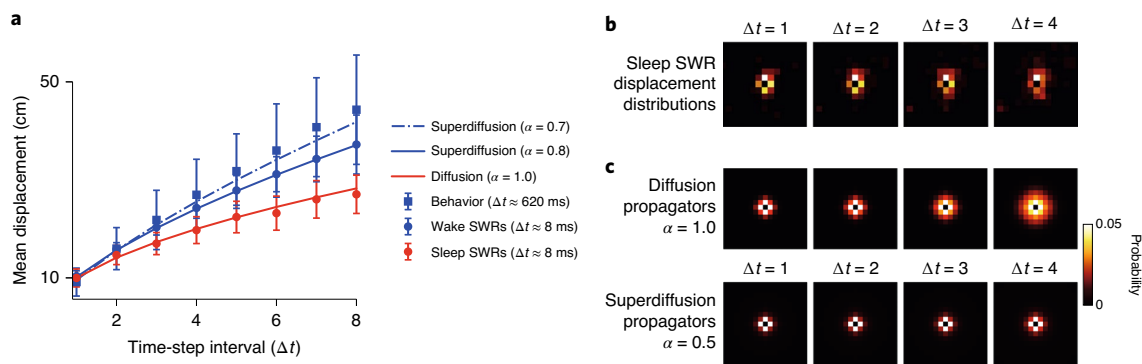 a
50
10
Mean displacement (cm)
2
4
6
8
Time-step interval (Δt)
Superdiffusion (α = 0.7)
Superdiffusion (α = 0.8)
Diffusion (α = 1.0)
Behavior (Δt ≈ 620 ms)
Wake SWRs (Δt ≈ 8 ms)
Sleep SWRs (Δt ≈ 8 ms)
b
Δt = 1
Δt = 2
Δt = 3
Δt = 4
Sleep SWR
displacement
distributions
c
Diffusion
propagators
α = 1.0
0.05
0
Probability
Δt = 1
Δt = 2
Δt = 3
Δt = 4
Superdiffusion
propagators
α = 0.5